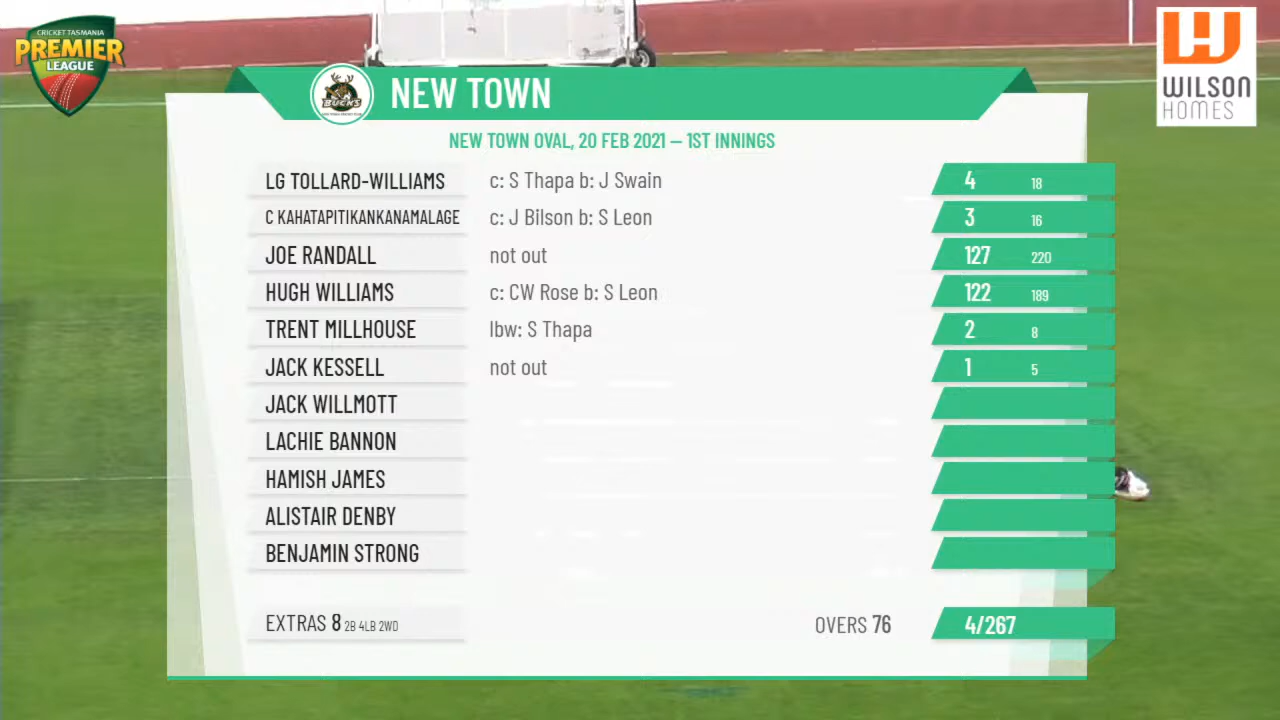 CRICKET TASMANIA
PREMIER
LEAGUE
BUCKS
NEW TOWN
WILSON
HOMES
NEW TOWN OVAL, 20 FEB 2021 – 1ST INNINGS
LG TOLLARD-WILLIAMS c: S Thapa b: J Swain 4 18
C KAHATAPITIKANKANAMALAGE c: J Bilson b: S Leon 3 16
JOE RANDALL not out 127 220
HUGH WILLIAMS c: CW Rose b: S Leon 122 189
TRENT MILLHOUSE lbw: S Thapa 2 8
JACK KESSELL not out 1 5
JACK WILLMOTT
LACHIE BANNON
HAMISH JAMES
ALISTAIR DENBY
BENJAMIN STRONG
EXTRAS 8 2B 4LB 2WD OVERS 76 4/267